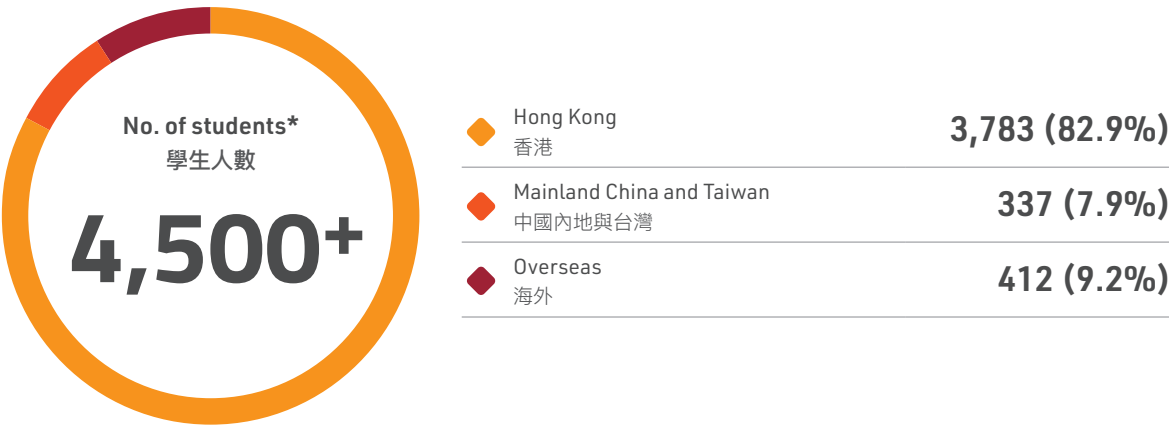 No. of students*
學生人數
4,500+
Hong Kong
香港
3,783 (82.9%)
Mainland China and Taiwan
中國內地與台灣
337 (7.9%)
Overseas
海外
412 (9.2%)